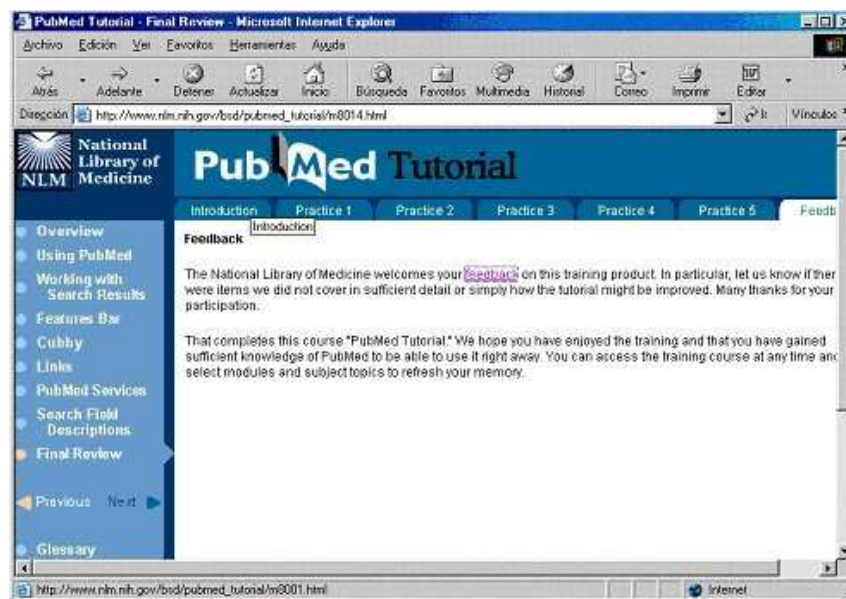 PubMed Tutorial - Final Review - Microsoft Internet Explorer
Archivo Edición Ver Favoritos Herramientas Ayuda
Atrás Adelante Detener Actualizar Inicio Búsqueda Favoritos Multimedia Historial Correo Imprimir Editar
Dirección http://www.nlm.nih.gov/bsd/pubmed_tutorial/m8014.html Ir Vínculos
National
Library of
Medicine
NLM
PubMed Tutorial
Introduction Practice 1 Practice 2 Practice 3 Practice 4 Practice 5 Feedb
Introduction
Overview
Using PubMed
Working with
Search Results
Features Bar
Cubby
Links
PubMed Services
Search Field
Descriptions
Final Review
Previous Next
Glossary
Feedback
The National Library of Medicine welcomes your feedback on this training product. In particular, let us know if ther
were items we did not cover in sufficient detail or simply how the tutorial might be improved. Many thanks for your
participation.
That completes this course "PubMed Tutorial." We hope you have enjoyed the training and that you have gained
sufficient knowledge of PubMed to be able to use it right away. You can access the training course at any time and
select modules and subject topics to refresh your memory.
http://www.nlm.nih.gov/bsd/pubmed_tutorial/m8001.html Internet